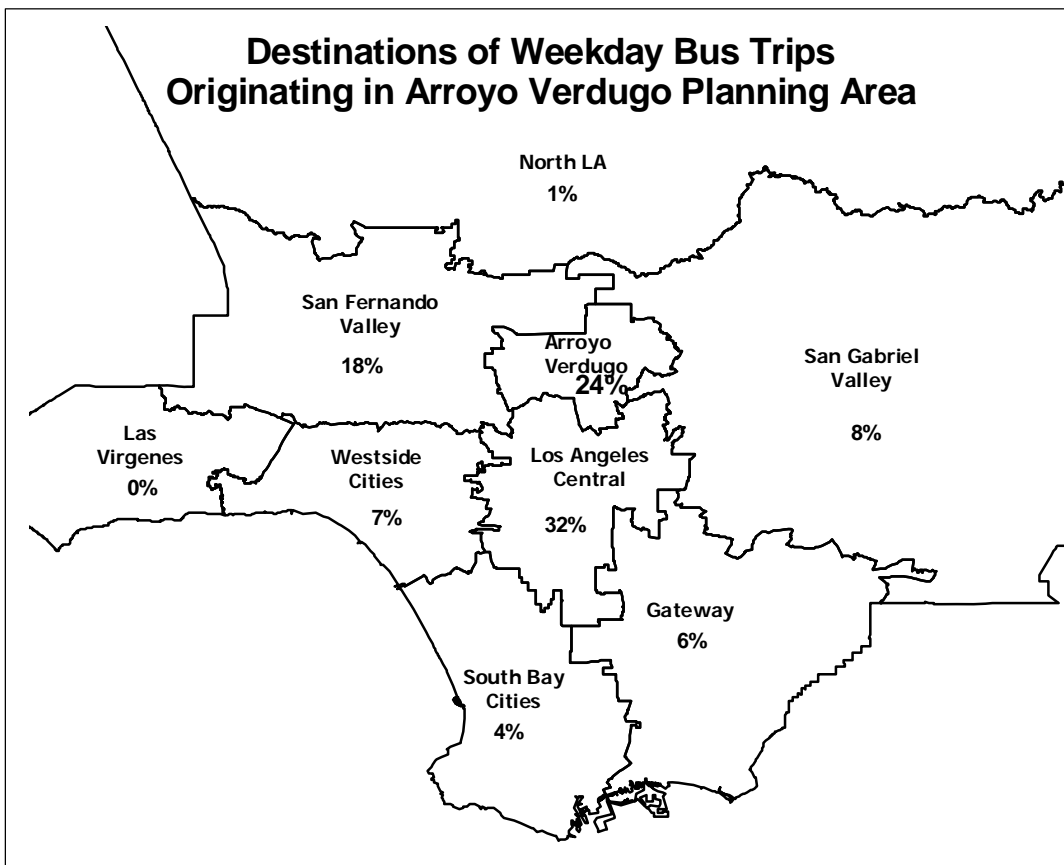 Destinations of Weekday Bus Trips
Originating in Arroyo Verdugo Planning Area
North LA
1%
San Fernando
Valley
18%
Arroyo
Verdugo
24%
San Gabriel
Valley
8%
Las
Virgenes
0%
Westside
Cities
7%
Los Angeles
Central
32%
Gateway
6%
South Bay
Cities
4%